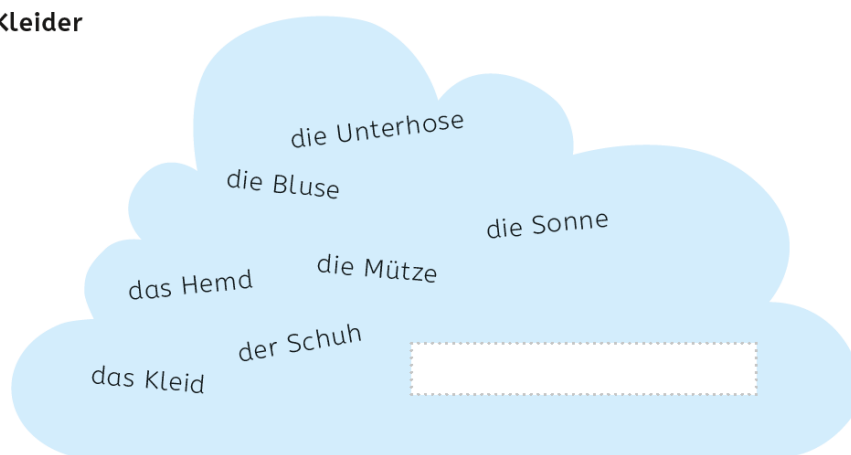 Kleider
die Unterhose
die Bluse
die Sonne
das Hemd
die Mütze
der Schuh
das Kleid